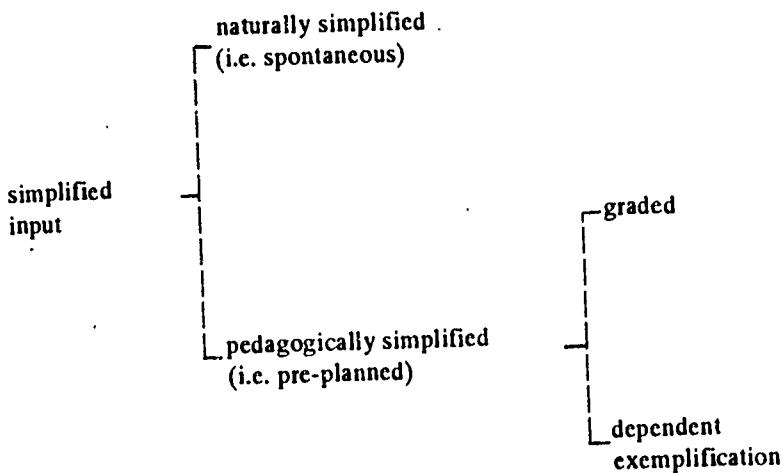 naturally simplified
(i.e. spontaneous)
simplified
input
graded
pedagogically simplified
(i.e. pre-planned)
dependent
exemplification